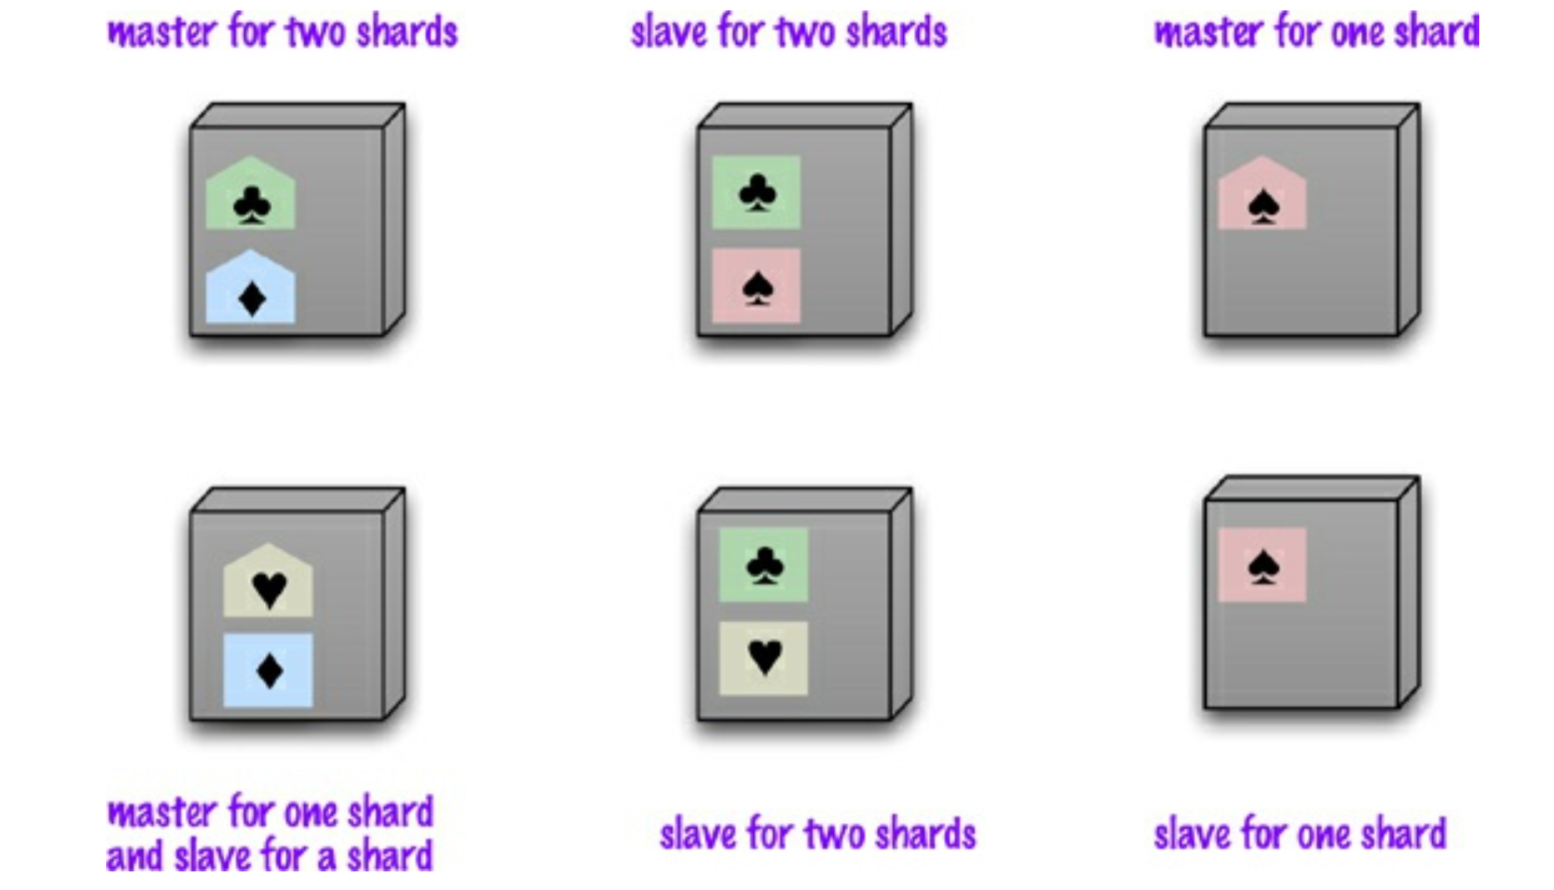 master for two shards
slave for two shards
master for one shard
master for one shard
and slave for a shard
slave for two shards
slave for one shard